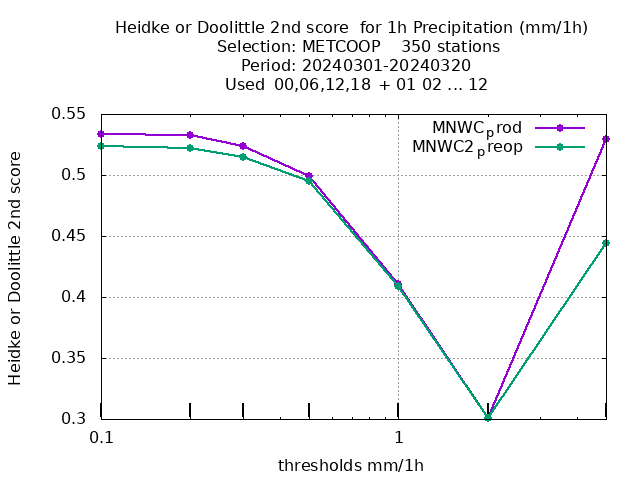 Heidke or Doolittle 2nd score  for 1h Precipitation (mm/1h)
Selection: METCOOP    350 stations
Period: 20240301-20240320
Used  00,06,12,18 + 01 02 ... 12
MNWC_prod
MNWC2_preop
Heidke or Doolittle 2nd score
0.55
0.5
0.45
0.4
0.35
0.3
0.1
1
thresholds mm/1h